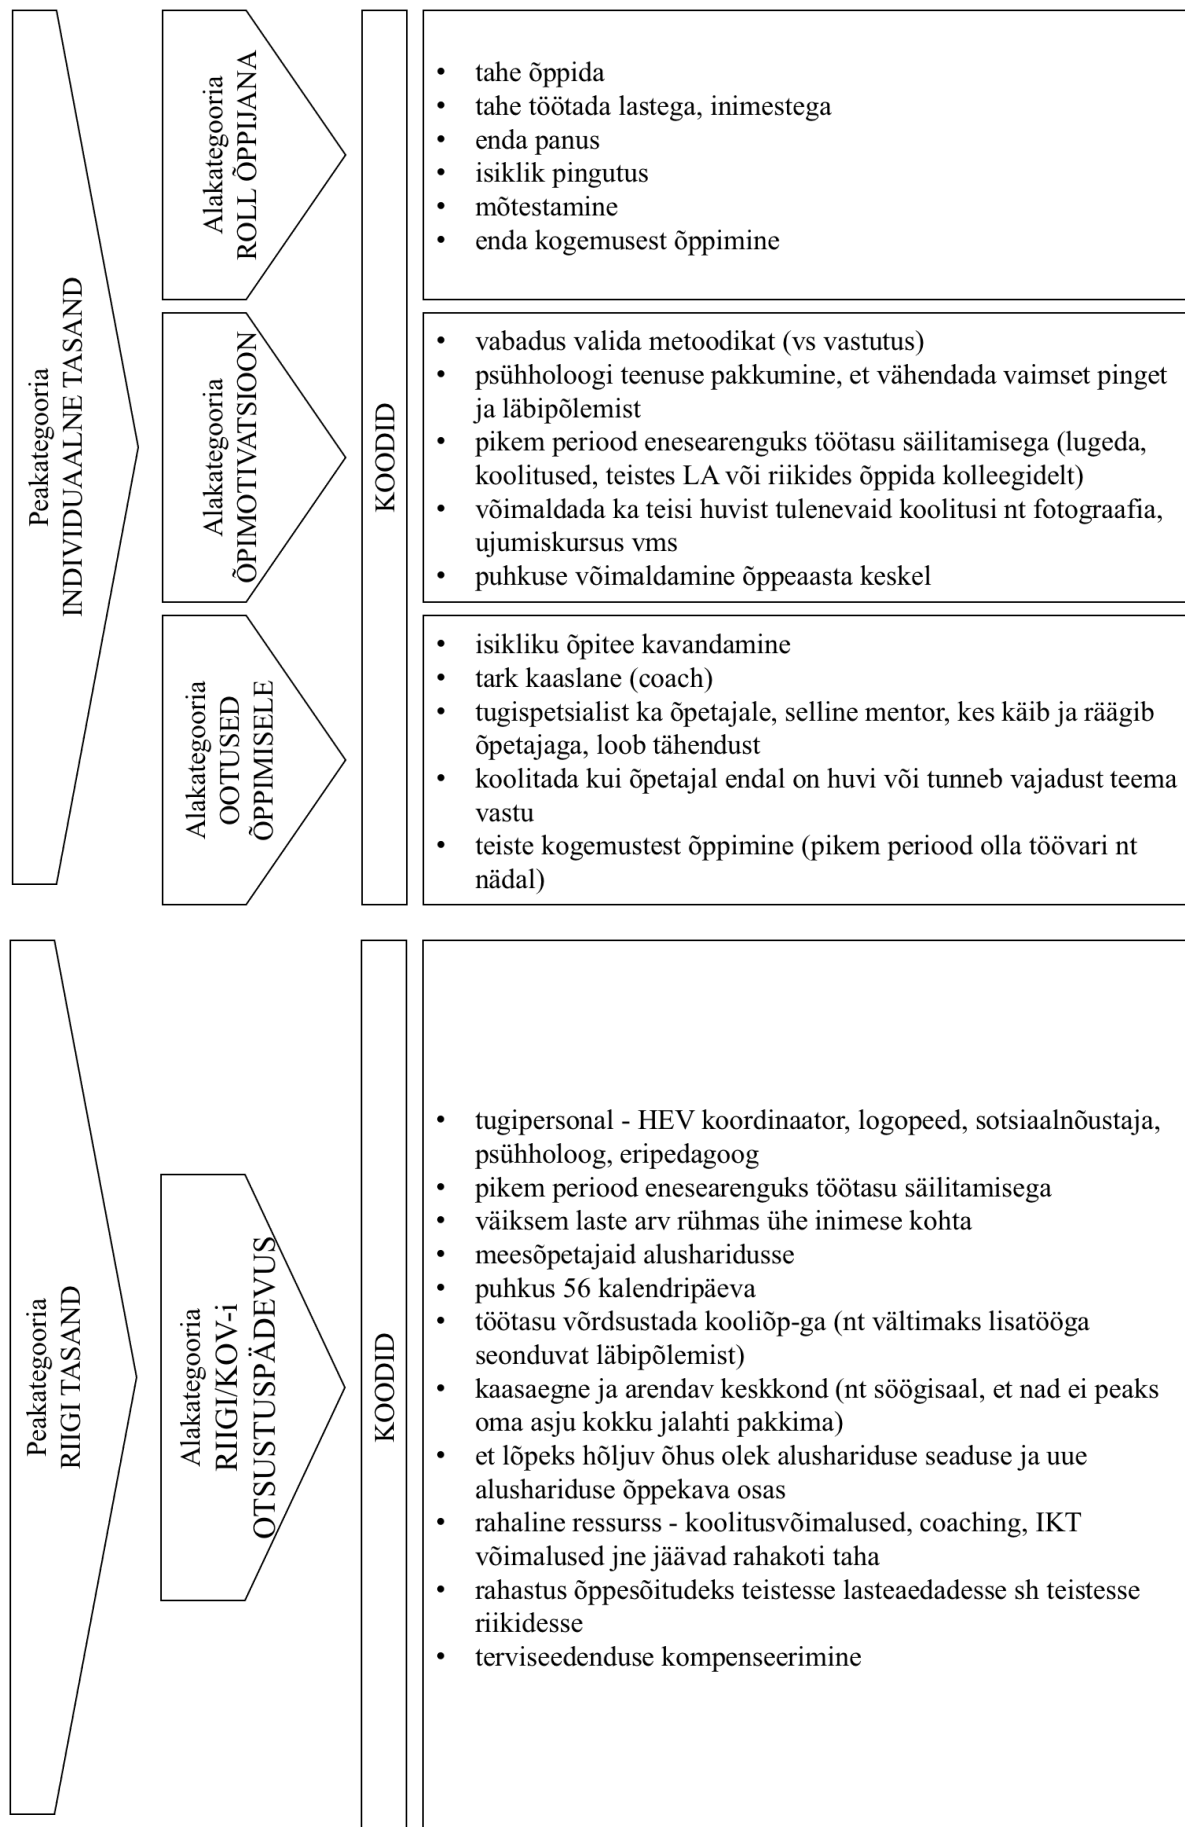 Peakategooria
INDIVIDUAALNE TASAND
Alakategooria
ROLL ÕPPIJANA
KOODID
• tahe õppida
• tahe töötada lastega, inimestega
• enda panus
• isiklik pingutus
• mõtestamine
• enda kogemusest õppimine
Alakategooria
ÕPIMOTIVATSIOON
• vabadus valida metoodikat (vs vastutus)
• psühholoogi teenuse pakkumine, et vähendada vaimset pinget
ja läbipõlemist
• pikem periood enesearenguks töötasu säilitamisega (lugeda,
koolitused, teistes LA või riikides õppida kolleegidelt)
• võimaldada ka teisi huvist tulenevaid koolitusi nt fotograafia,
ujumiskursus vms
• puhkuse võimaldamine õppeaasta keskel
Alakategooria
OOTUSED
ÕPPIMISELE
• isikliku õpitee kavandamine
• tark kaaslane (coach)
• tugispetsialist ka õpetajale, selline mentor, kes käib ja räägib
õpetajaga, loob tähendust
• koolitada kui õpetajal endal on huvi või tunneb vajadust teema
vastu
• teiste kogemustest õppimine (pikem periood olla töövari nt
nädal)
Peakategooria
RIIGI TASAND
Alakategooria
RIIGI/KOV-i
OTSUSTUSPÄDEVUS
KOODID
• tugipersonal - HEV koordinaator, logopeed, sotsiaalnõustaja,
psühholoog, eripedagoog
• pikem periood enesearenguks töötasu säilitamisega
• väiksem laste arv rühmas ühe inimese kohta
• meesõpetajaid alusharidusse
• puhkus 56 kalendripäeva
• töötasu võrdsustada kooliõp-ga (nt vältimaks lisatööga
seonduvat läbipõlemist)
• kaasaegne ja arendav keskkond (nt söögisaal, et nad ei peaks
oma asju kokku jalahti pakkima)
• et lõpeks hõljuv õhus olek alushariduse seaduse ja uue
alushariduse õppekava osas
• rahaline ressurss - koolitusvõimalused, coaching, IKT
võimalused jne jäävad rahakoti taha
• rahastus õppesõitudeks teistesse lasteaedadesse sh teistesse
riikidesse
• terviseedenduse kompenseerimine